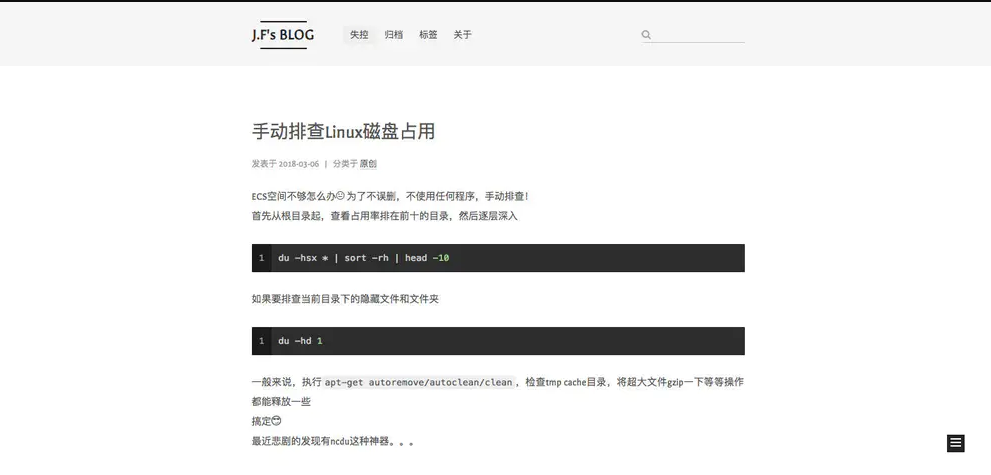 J.F's BLOG
失控 归档 标签 关于
手动排查Linux磁盘占用
发表于 2018-03-06 | 分类于 原创
ECS空间不够怎么办☹为了不误删，不使用任何程序，手动排查！
首先从根目录起，查看占用率排在前十的目录，然后逐层深入
1 du -hsx * | sort -rh | head -10
如果要排查当前目录下的隐藏文件和文件夹
1 du -hd 1
一般来说，执行 apt-get autoremove/autoclean/clean，检查tmp cache目录，将超大文件gzip一下等等操作
都能释放一些
搞定😎
最近悲剧的发现有ncdu这种神器。。。